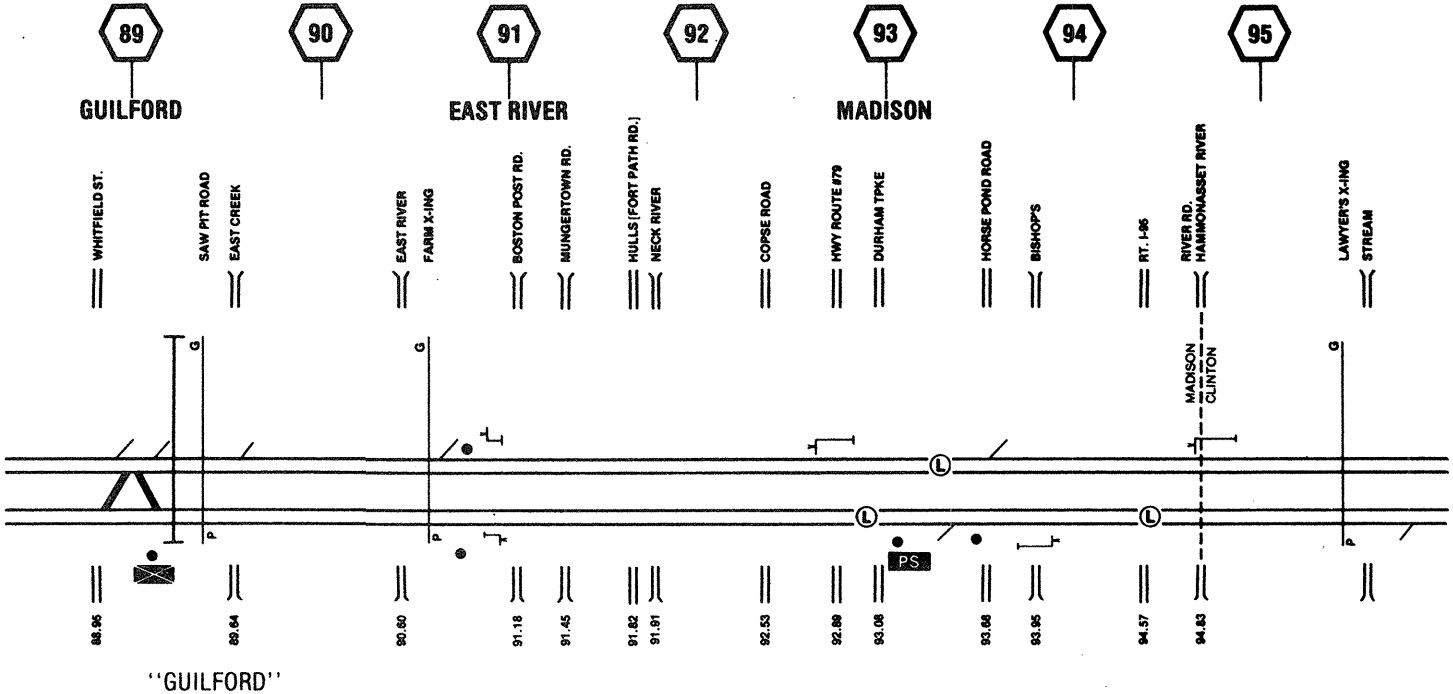 89 90 91 92 93 94 95
GUILFORD EAST RIVER MADISON
WHITFIELD ST.
SAW PIT ROAD
EAST CREEK
EAST RIVER
FARM X-ING
BOSTON POST RD.
MUNGERTOWN RD.
HULLS [FORT PATH RD.]
NECK RIVER
COPSE ROAD
HWY ROUTE #79
DURHAM TPKE
HORSE POND ROAD
BISHOP'S
RT. I-95
RIVER RD.
HAMMONASSET RIVER
LAWYER'S X-ING
STREAM
G
G
MADISON
CLINTON
G
L
L
L
P
P
P
PS
88.95
89.64
90.60
91.18
91.45
91.82
91.91
92.53
92.89
93.08
93.68
93.95
94.57
94.83
''GUILFORD''